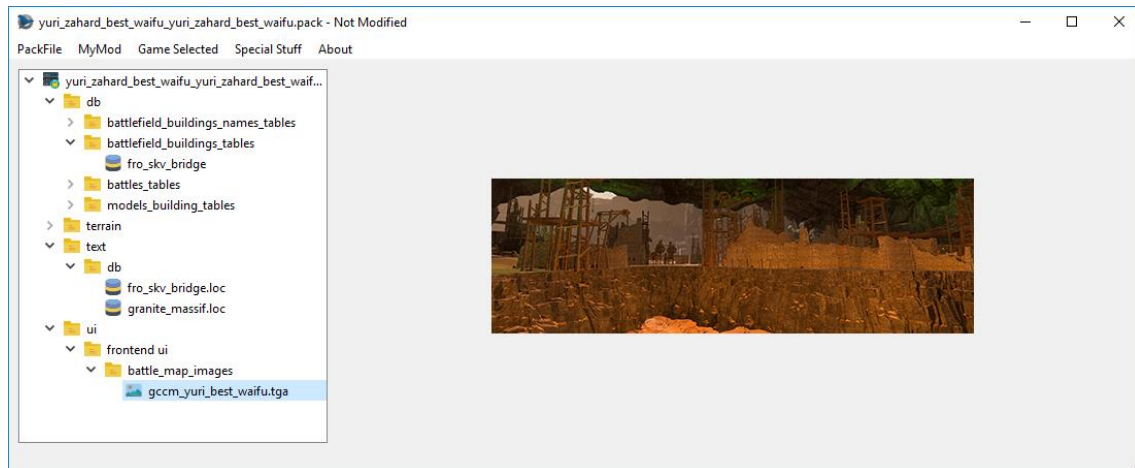 yuri_zahard_best_waifu_yuri_zahard_best_waifu.pack - Not Modified
PackFile MyMod Game Selected Special Stuff About
yuri_zahard_best_waifu_yuri_zahard_best_waif...
db
battlefield_buildings_names_tables
battlefield_buildings_tables
fro_skv_bridge
battles_tables
models_building_tables
terrain
text
db
fro_skv_bridge.loc
granite_massif.loc
ui
frontend ui
battle_map_images
gccm_yuri_best_waifu.tga